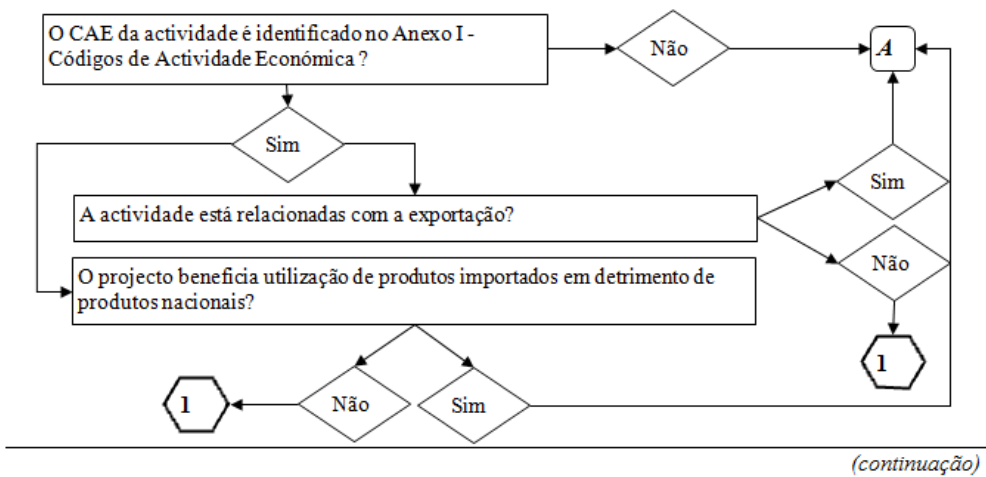 O CAE da actividade é identificado no Anexo I -
Códigos de Actividade Económica ?
Não
A
Sim
A actividade está relacionadas com a exportação?
Sim
Não
O projecto beneficia utilização de produtos importados em detrimento de
produtos nacionais?
1
1
Não
Sim
(continuação)